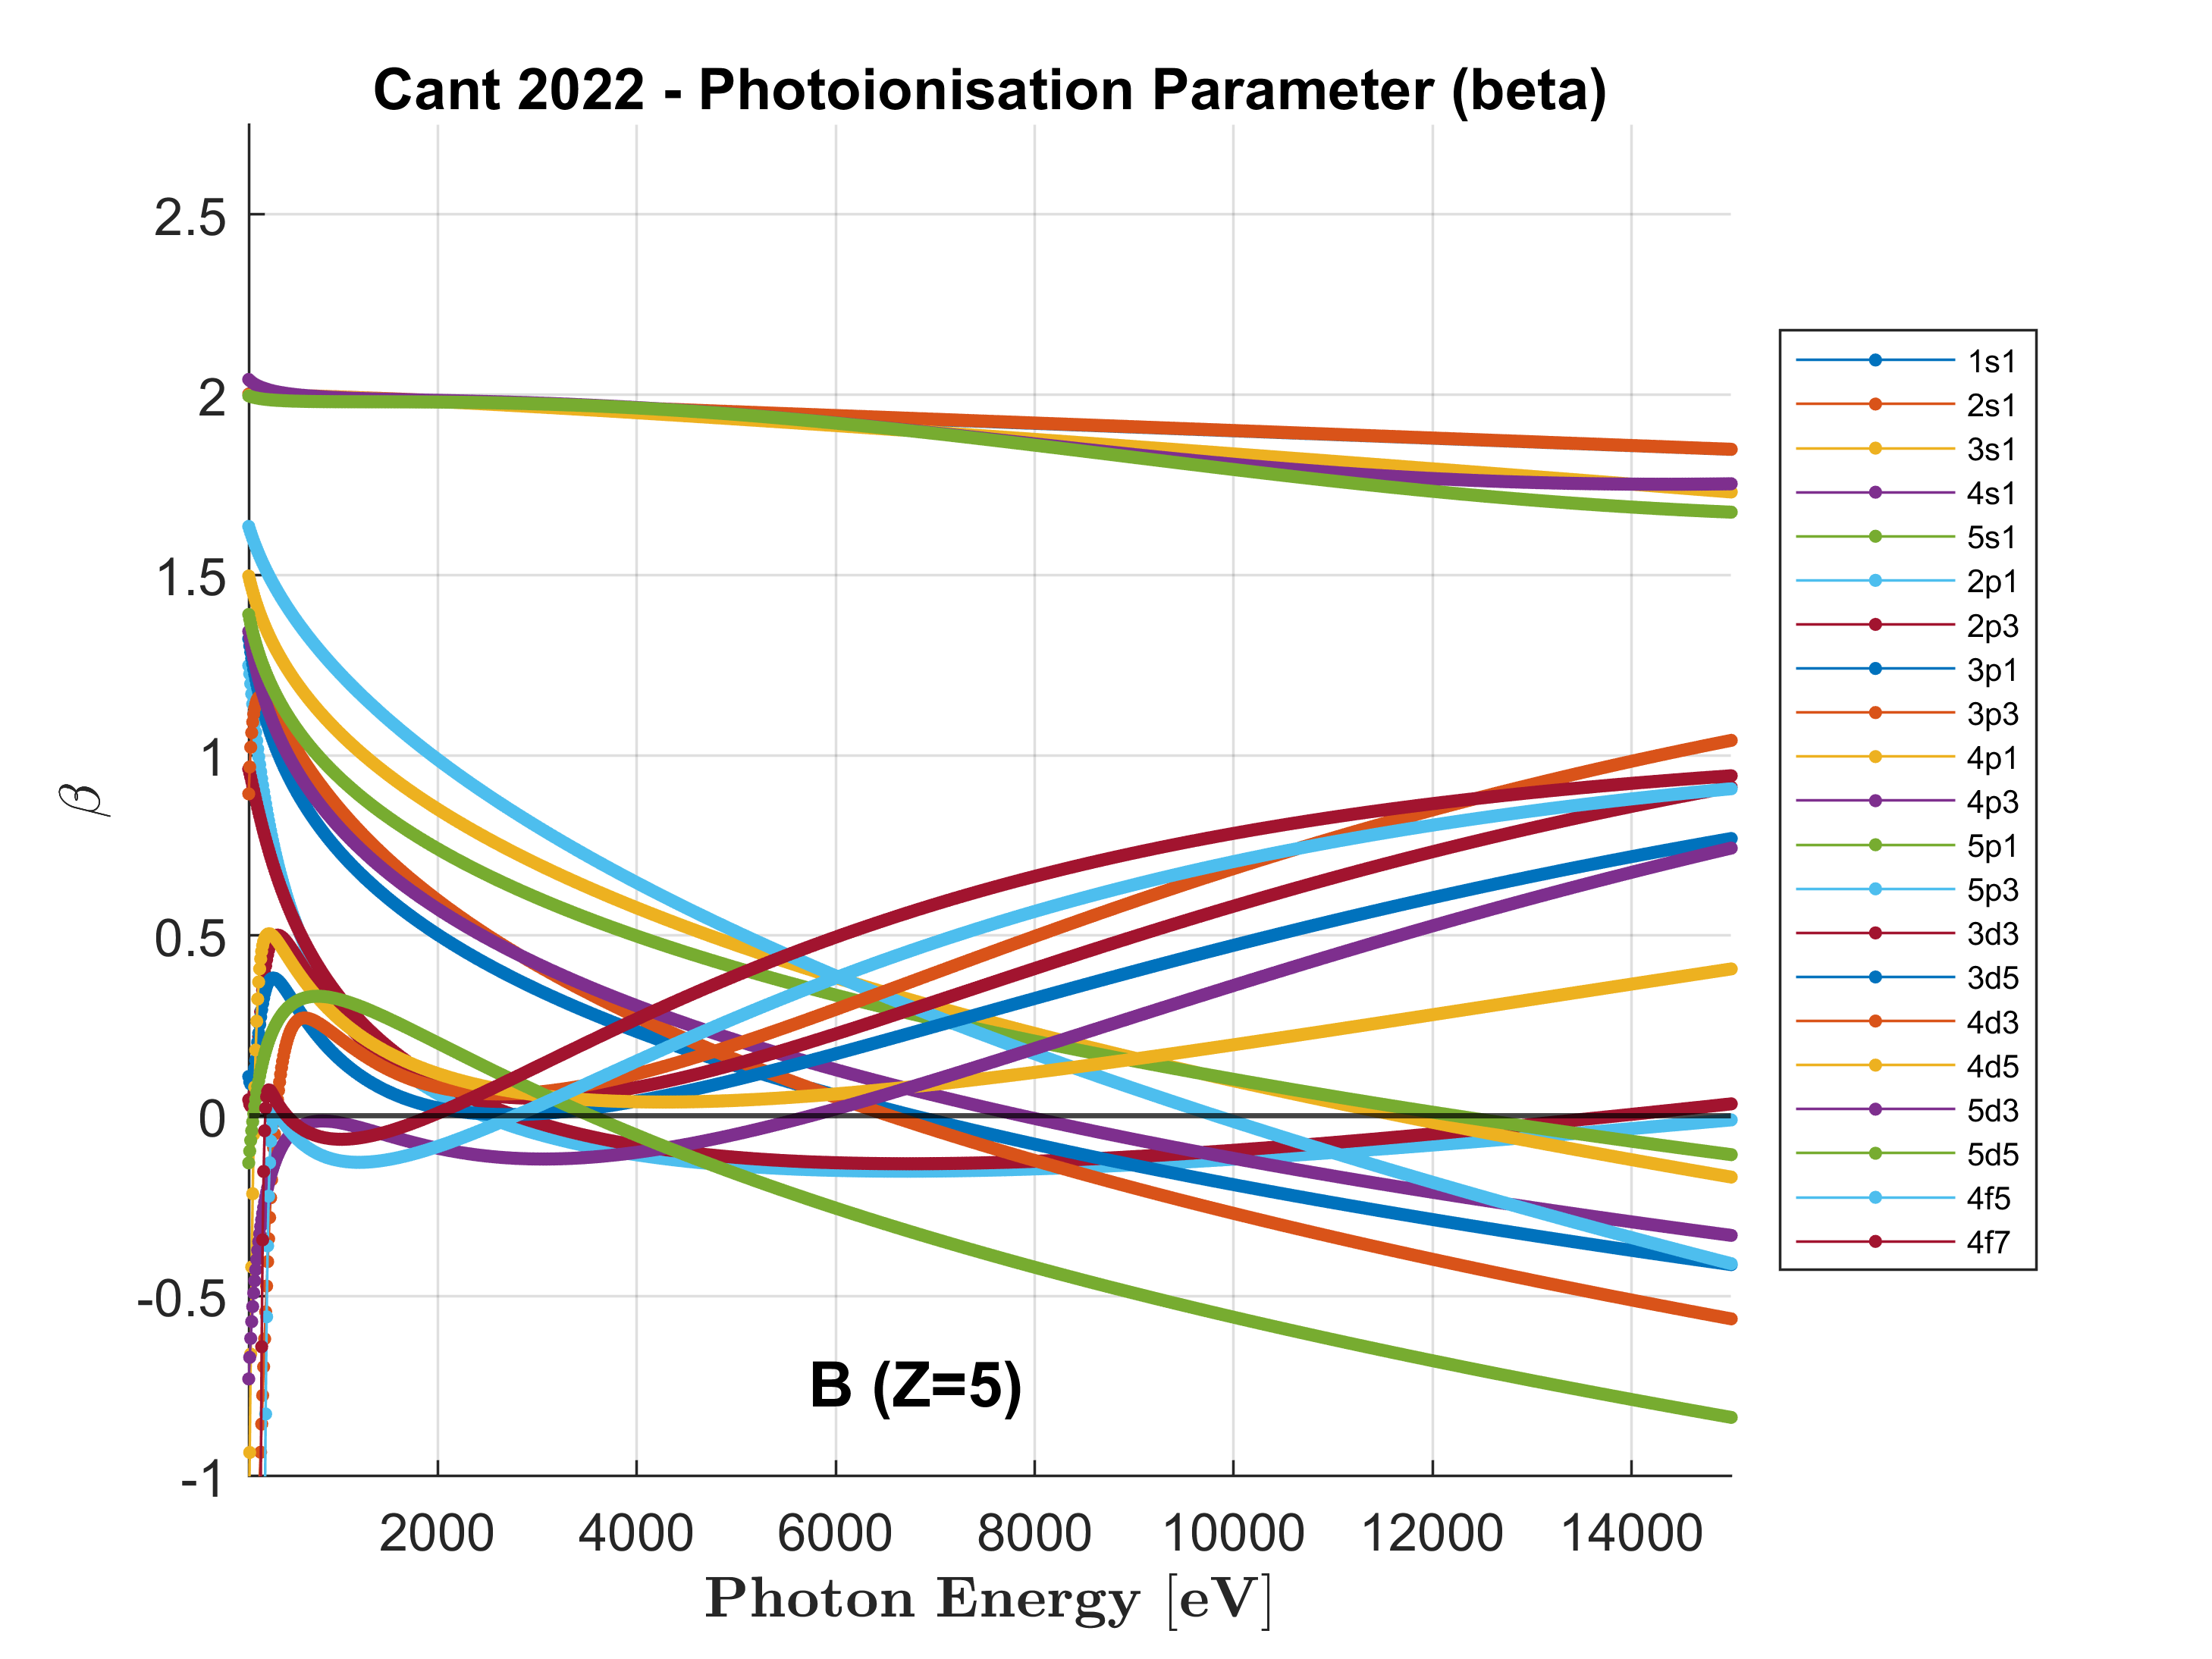 Cant 2022 - Photoionisation Parameter (beta)
2.5
2
1.5
1
0.5
0
-0.5
-1
β
B (Z=5)
2000 4000 6000 8000 10000 12000 14000
Photon Energy [eV]
1s1
2s1
3s1
4s1
5s1
2p1
2p3
3p1
3p3
4p1
4p3
5p1
5p3
3d3
3d5
4d3
4d5
5d3
5d5
4f5
4f7